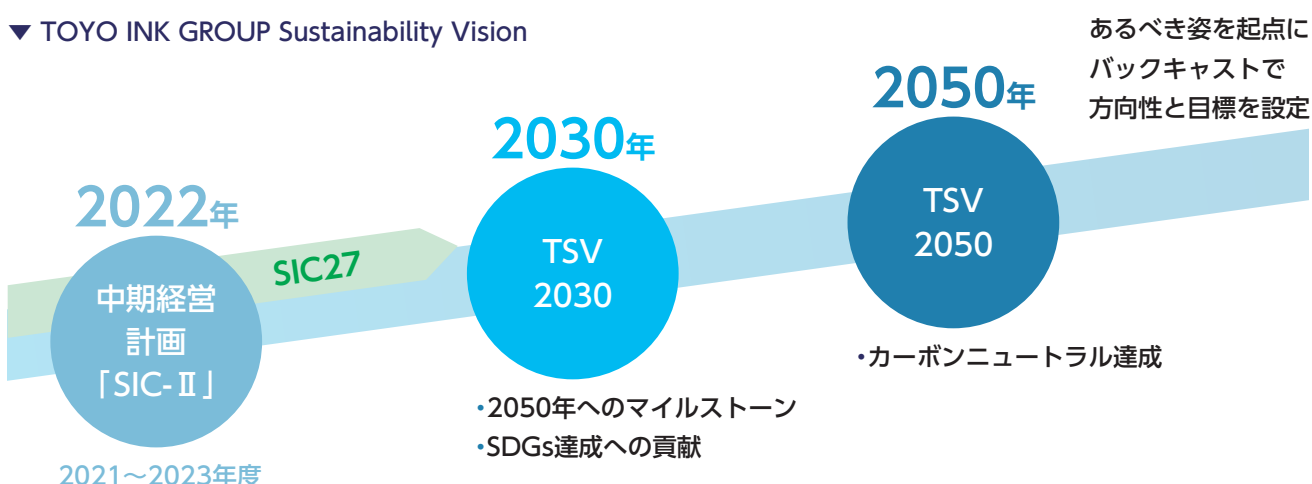 ▼ TOYO INK GROUP Sustainability Vision
あるべき姿を起点に
バックキャストで
方向性と目標を設定
2050年
TSV
2050
・カーボンニュートラル達成
2030年
TSV
2030
・2050年へのマイルストーン
・SDGs達成への貢献
SIC27
2022年
中期経営
計画
「SIC-Ⅱ」
2021～2023年度